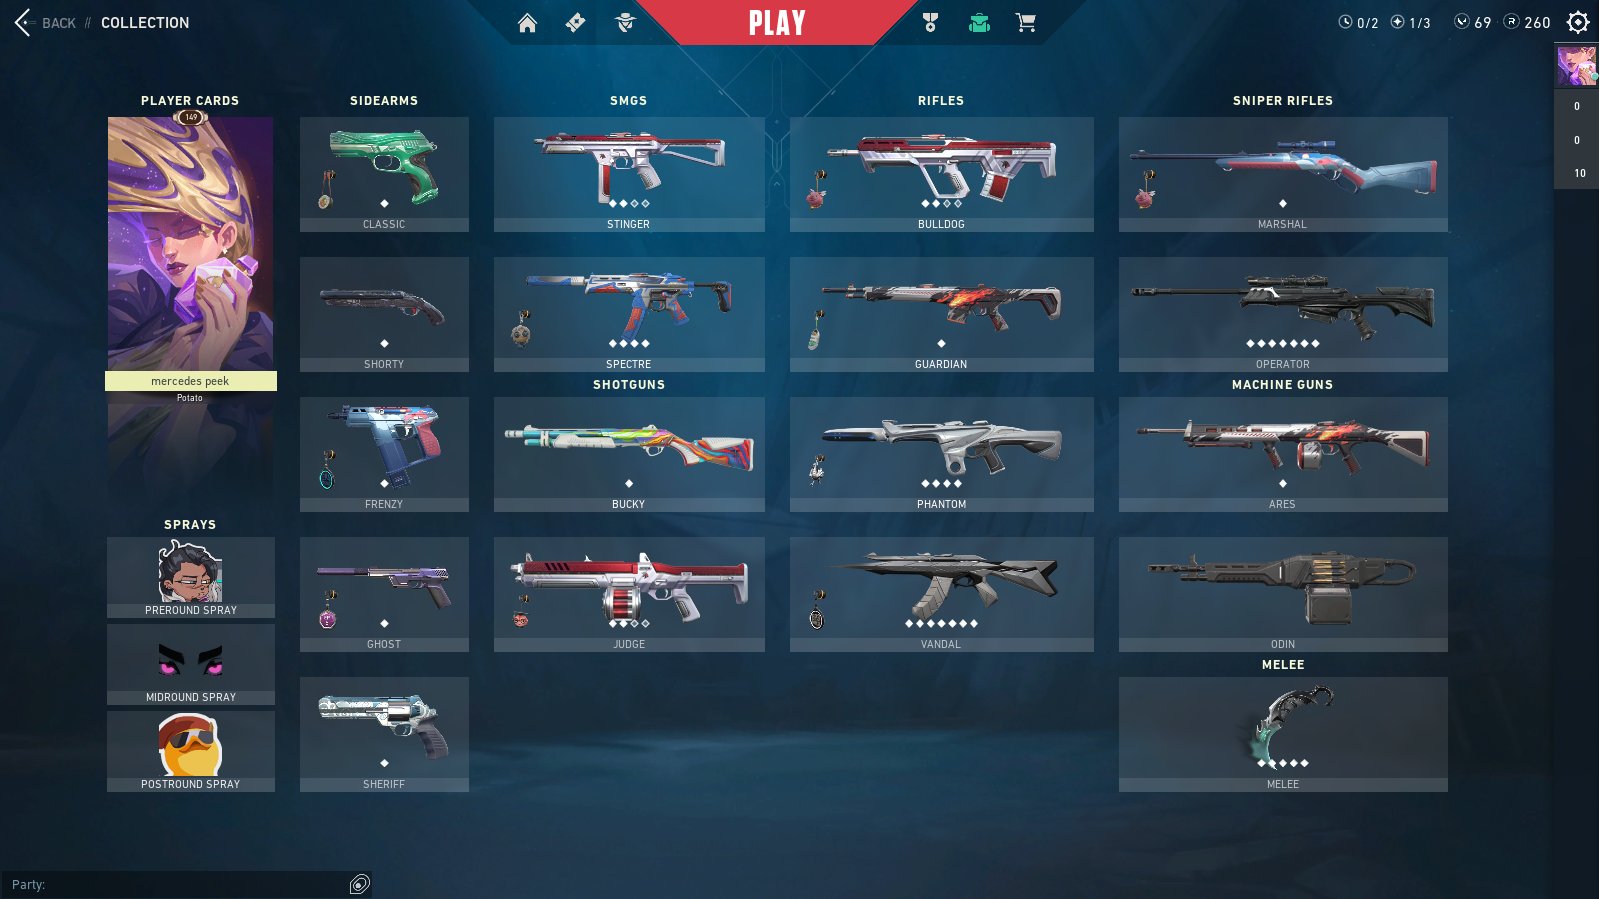 BACK // COLLECTION
PLAY
0/2
1/3
69
260
PLAYER CARDS
SIDEARMS
SMGS
RIFLES
SNIPER RIFLES
149
0
0
10
CLASSIC
STINGER
BULLDOG
MARSHAL
SHORTY
SPECTRE
GUARDIAN
OPERATOR
mercedes peek
Potato
SHOTGUNS
MACHINE GUNS
FRENZY
BUCKY
PHANTOM
ARES
SPRAYS
PREROUND SPRAY
GHOST
JUDGE
VANDAL
ODIN
MELEE
MIDROUND SPRAY
POSTROUND SPRAY
SHERIFF
MELEE
Party: